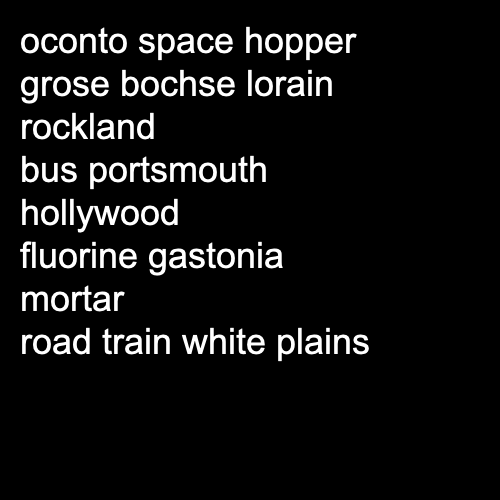 oconto space hopper
grose bochse lorain
rockland
bus portsmouth
hollywood
fluorine gastonia
mortar
road train white plains